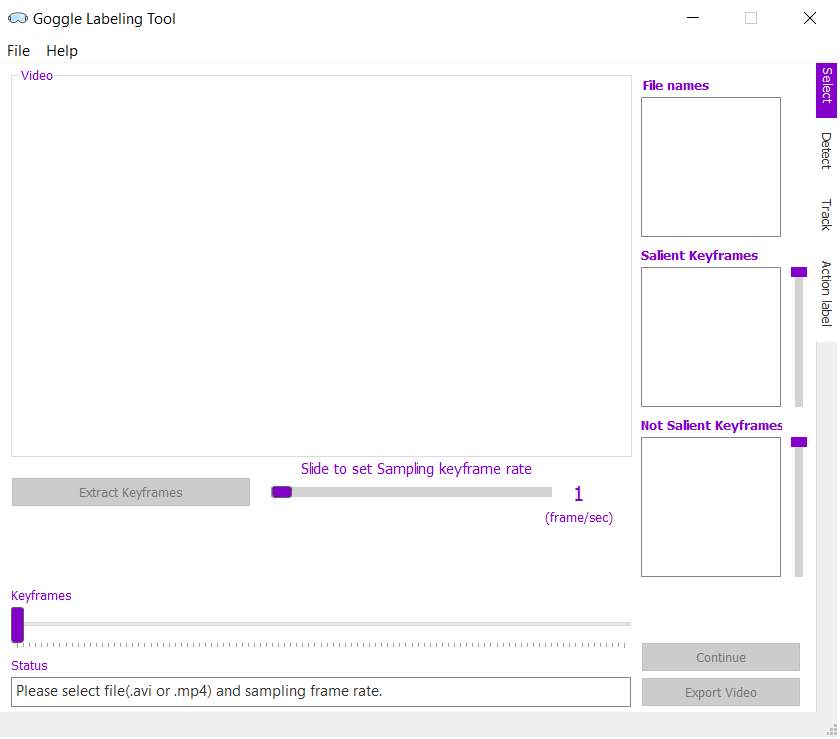 Goggle Labeling Tool
File Help
Video
File names
Select
Detect
Track
Action label
Salient Keyframes
Not Salient Keyframes
Slide to set Sampling keyframe rate
Extract Keyframes
1
(frame/sec)
Keyframes
Status
Please select file(.avi or .mp4) and sampling frame rate.
Continue
Export Video